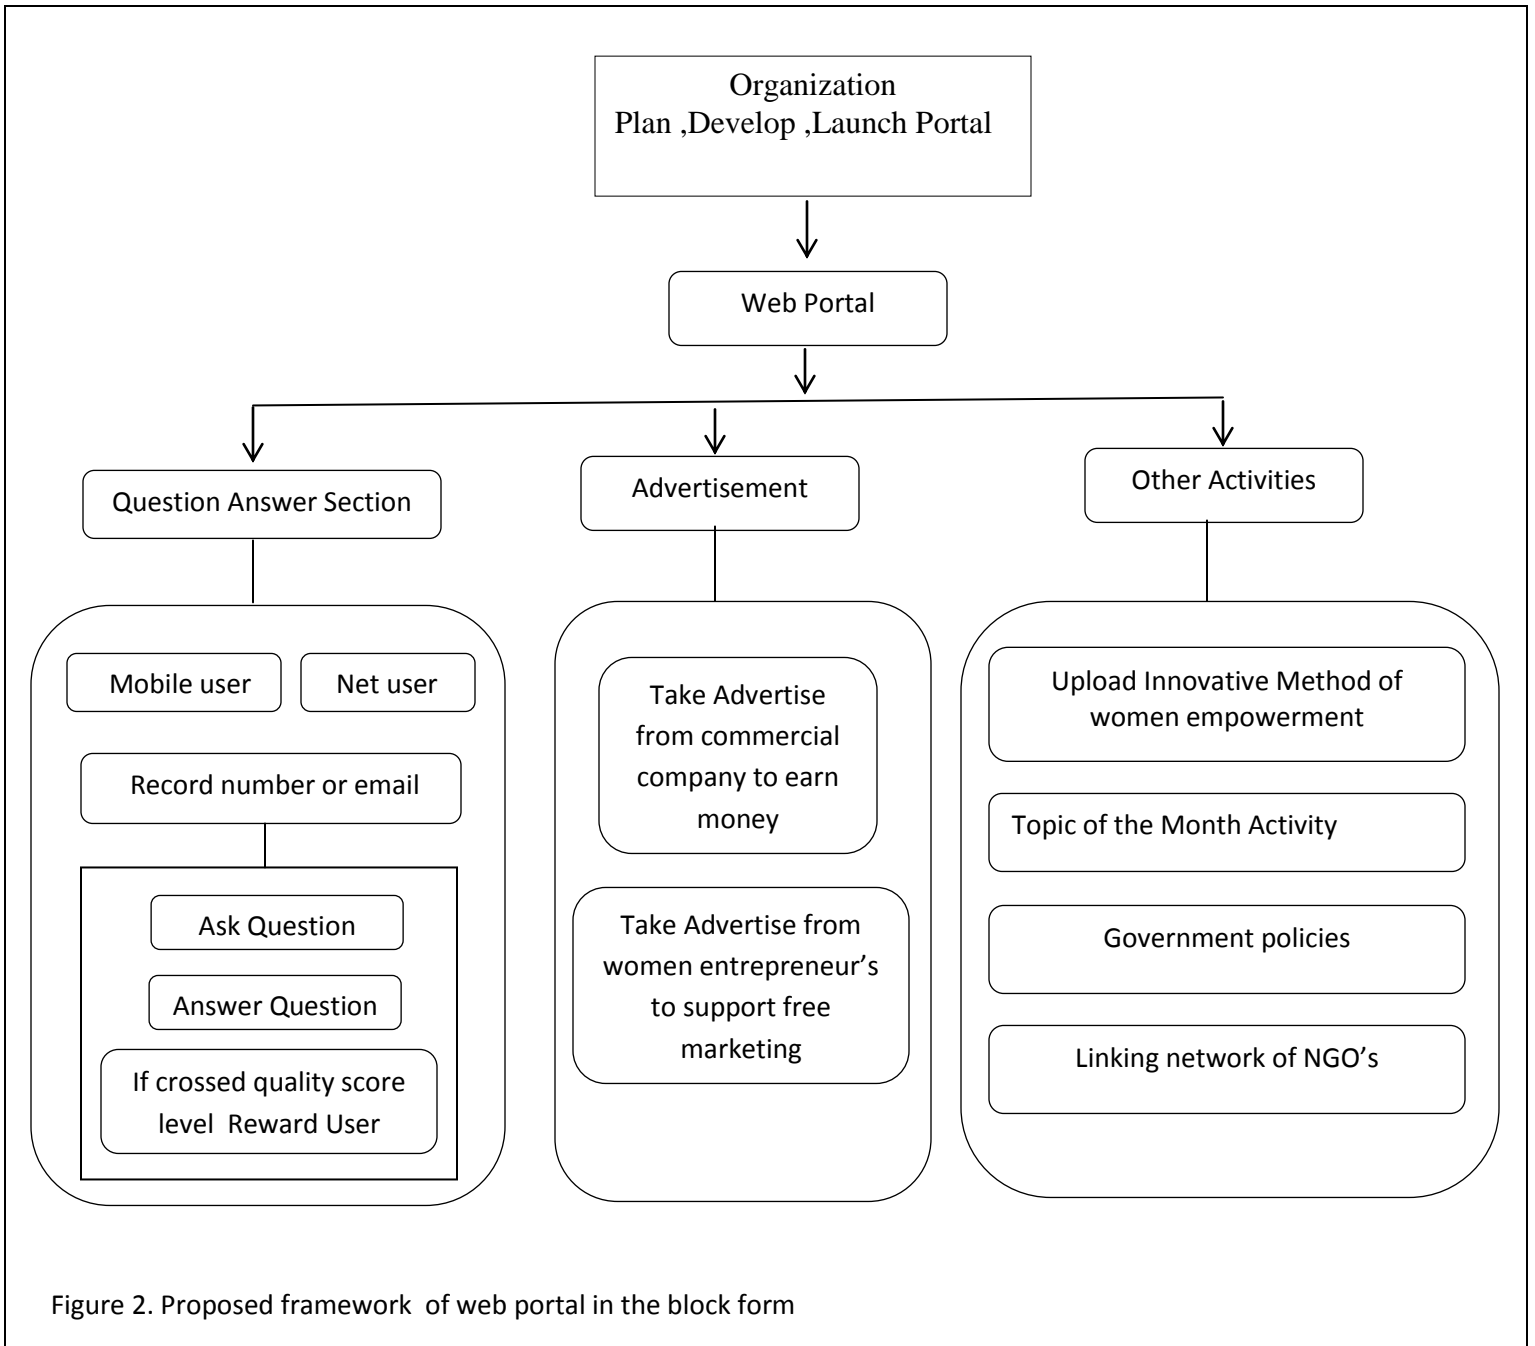 Organization
Plan ,Develop ,Launch Portal
Web Portal
Question Answer Section
Advertisement
Other Activities
Mobile user
Net user
Record number or email
Ask Question
Answer Question
If crossed quality score
level  Reward User
Take Advertise
from commercial
company to earn
money
Take Advertise from
women entrepreneur’s
to support free
marketing
Upload Innovative Method of
women empowerment
Topic of the Month Activity
Government policies
Linking network of NGO’s
Figure 2. Proposed framework  of web portal in the block form